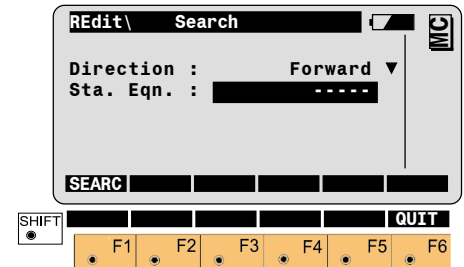 REdit\ Search
MC
Direction : Forward ▼
Sta. Eqn. : -----
SEARC
SHIFT QUIT
F1 F2 F3 F4 F5 F6